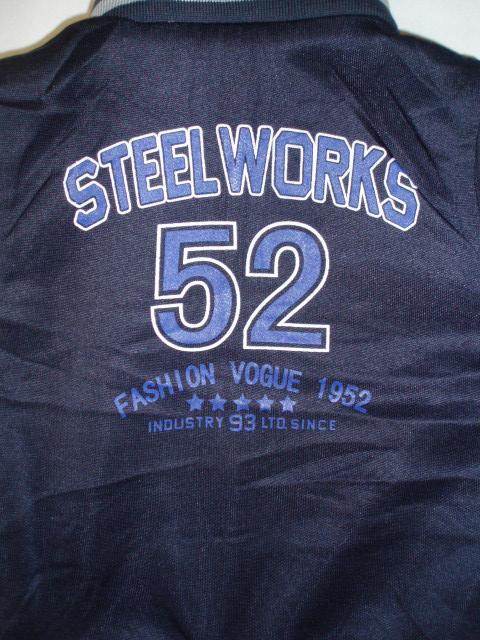 STEELWORKS
52
FASHION VOGUE 1952
INDUSTRY 93 LTD. SINCE